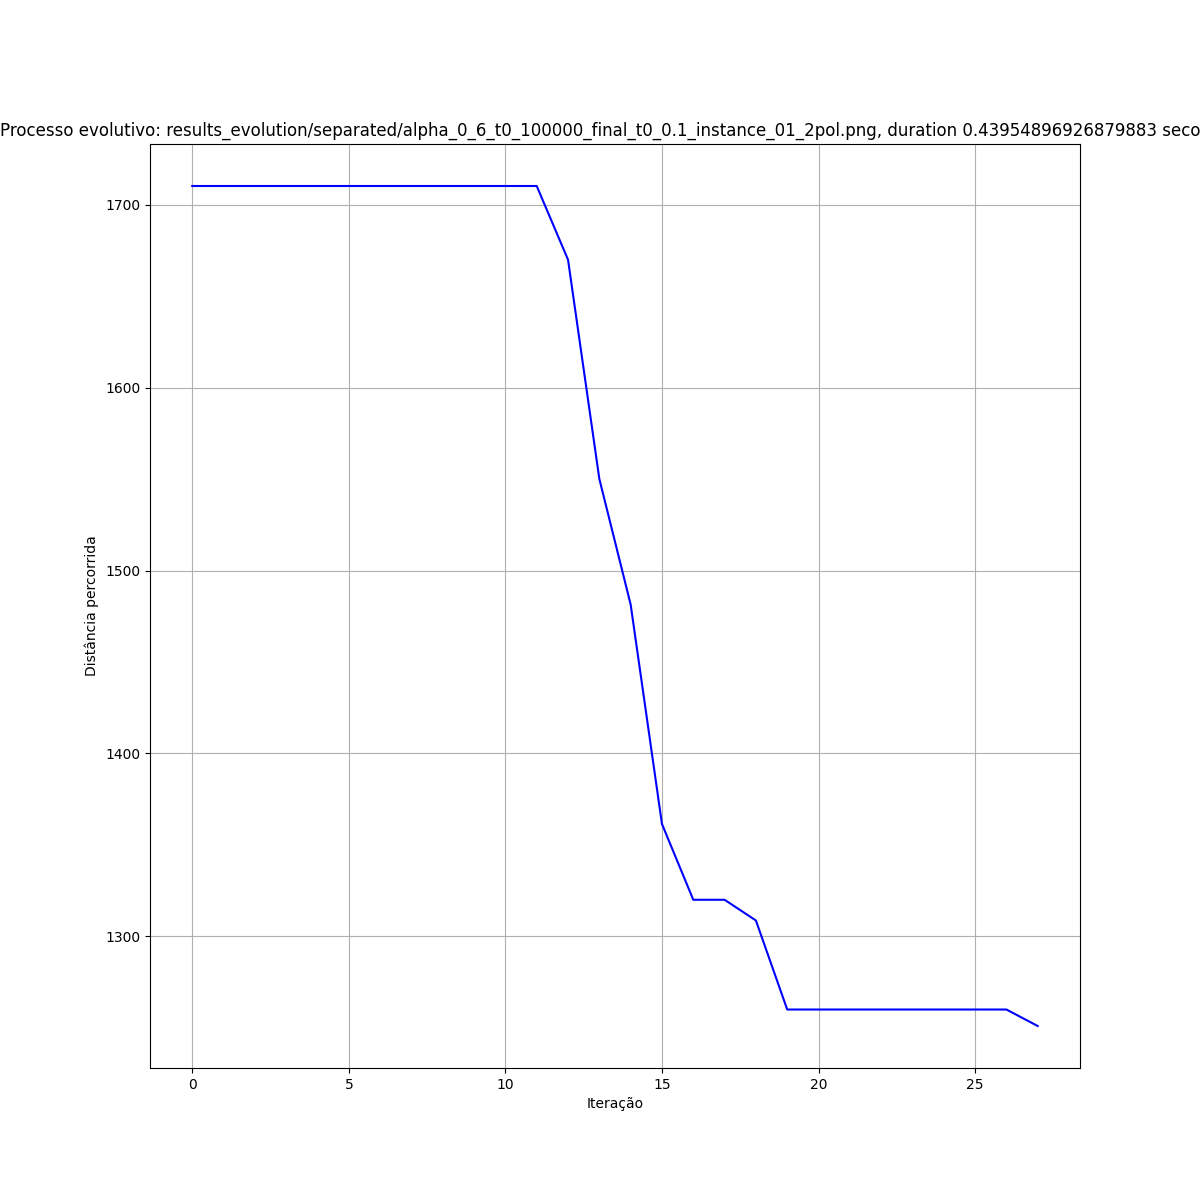 Processo evolutivo: results_evolution/separated/alpha_0_6_t0_100000_final_t0_0.1_instance_01_2pol.png, duration 0.43954896926879883 seco
1700
1600
1500
1400
1300
Distância percorrida
0 5 10 15 20 25
Iteração